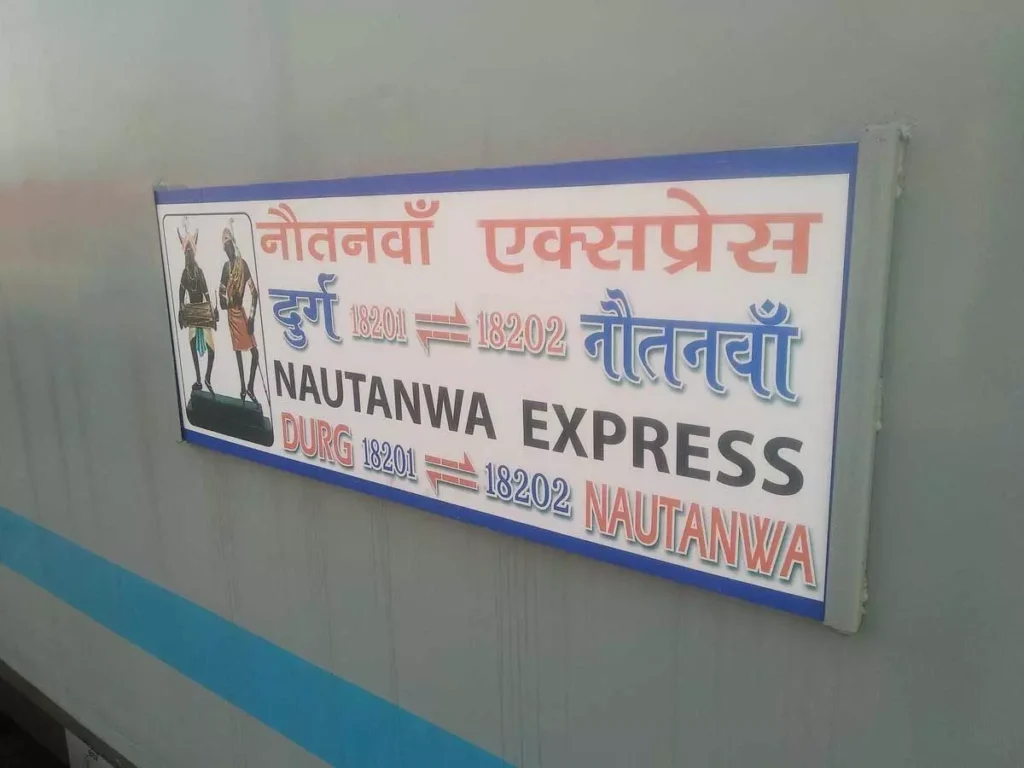 नौतनवाँ एक्सप्रेस
दुर्ग 18201 ⇌ 18202 नौतनवाँ
NAUTANWA EXPRESS
DURG 18201 ⇌ 18202 NAUTANWA